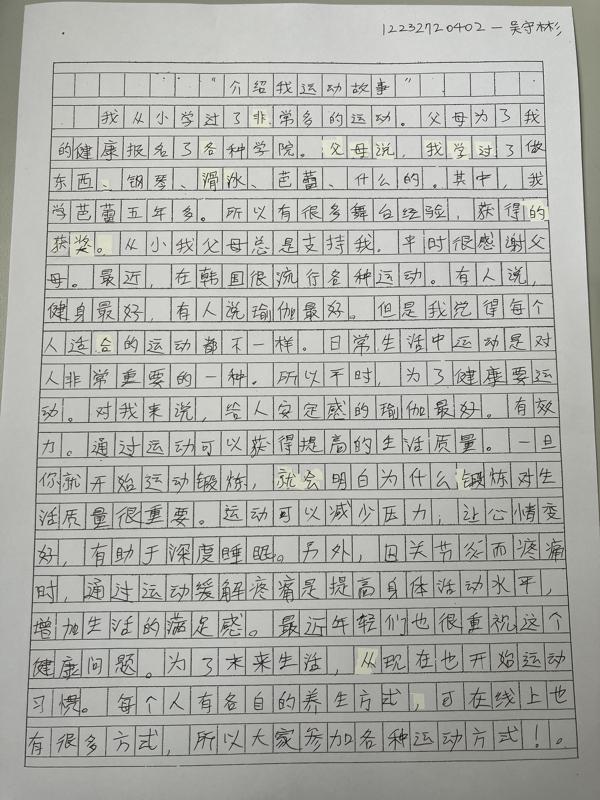 12232720402-吴守彬
“介绍我运动故事”
我从小学过了非常多的运动。父母为了我
的健康报名了各种学院。父母说，我学过了做
东西、钢琴、滑冰、芭蕾、什么的。其中，我
学芭蕾五年多。所以有很多舞台经验，获得的
获奖。从小我父母总是支持我。平时很感谢父
母。最近，在韩国很流行各种运动。有人说，
健身最好，有人说瑜伽最好。但是我觉得每个
人适合的运动都不一样。日常生活中运动是对
人非常重要的一种。所以平时，为了健康要运
动。对我来说，给人安定感的瑜伽最好。有效
力。通过运动可以获得提高的生活质量。一旦
你就开始运动锻炼，就会明白为什么锻炼对生
活质量很重要。运动可以减少压力；让心情变
好，有助于深度睡眠。另外，因关节炎而疼痛
时，通过运动缓解疼痛是提高身体活动水平，
增加生活的满足感。最近年轻们也很重视这个
健康问题。为了未来生活，从现在也开始运动
习惯。每个人有各自的养生方式，可在线上也
有很多方式，所以大家参加各种运动方式！。